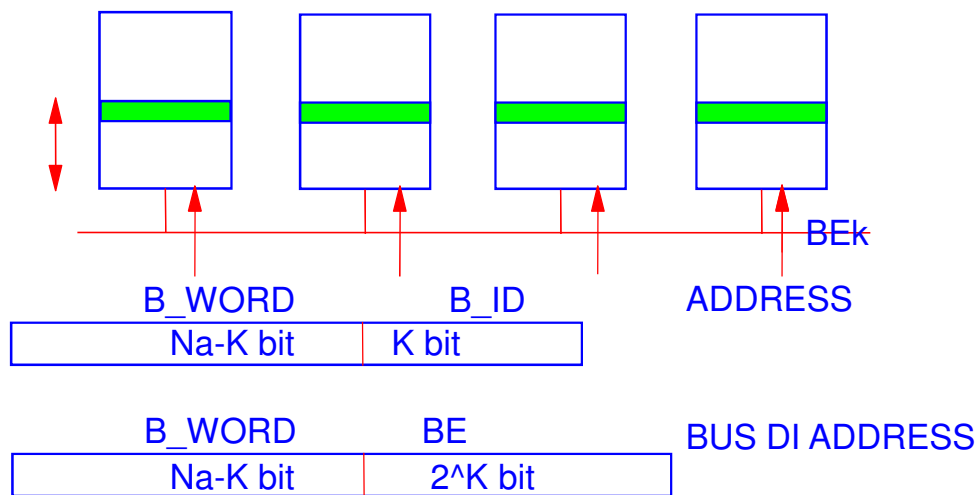 BEk
B_WORD B_ID ADDRESS
Na-K bit K bit
B_WORD BE BUS DI ADDRESS
Na-K bit 2^K bit